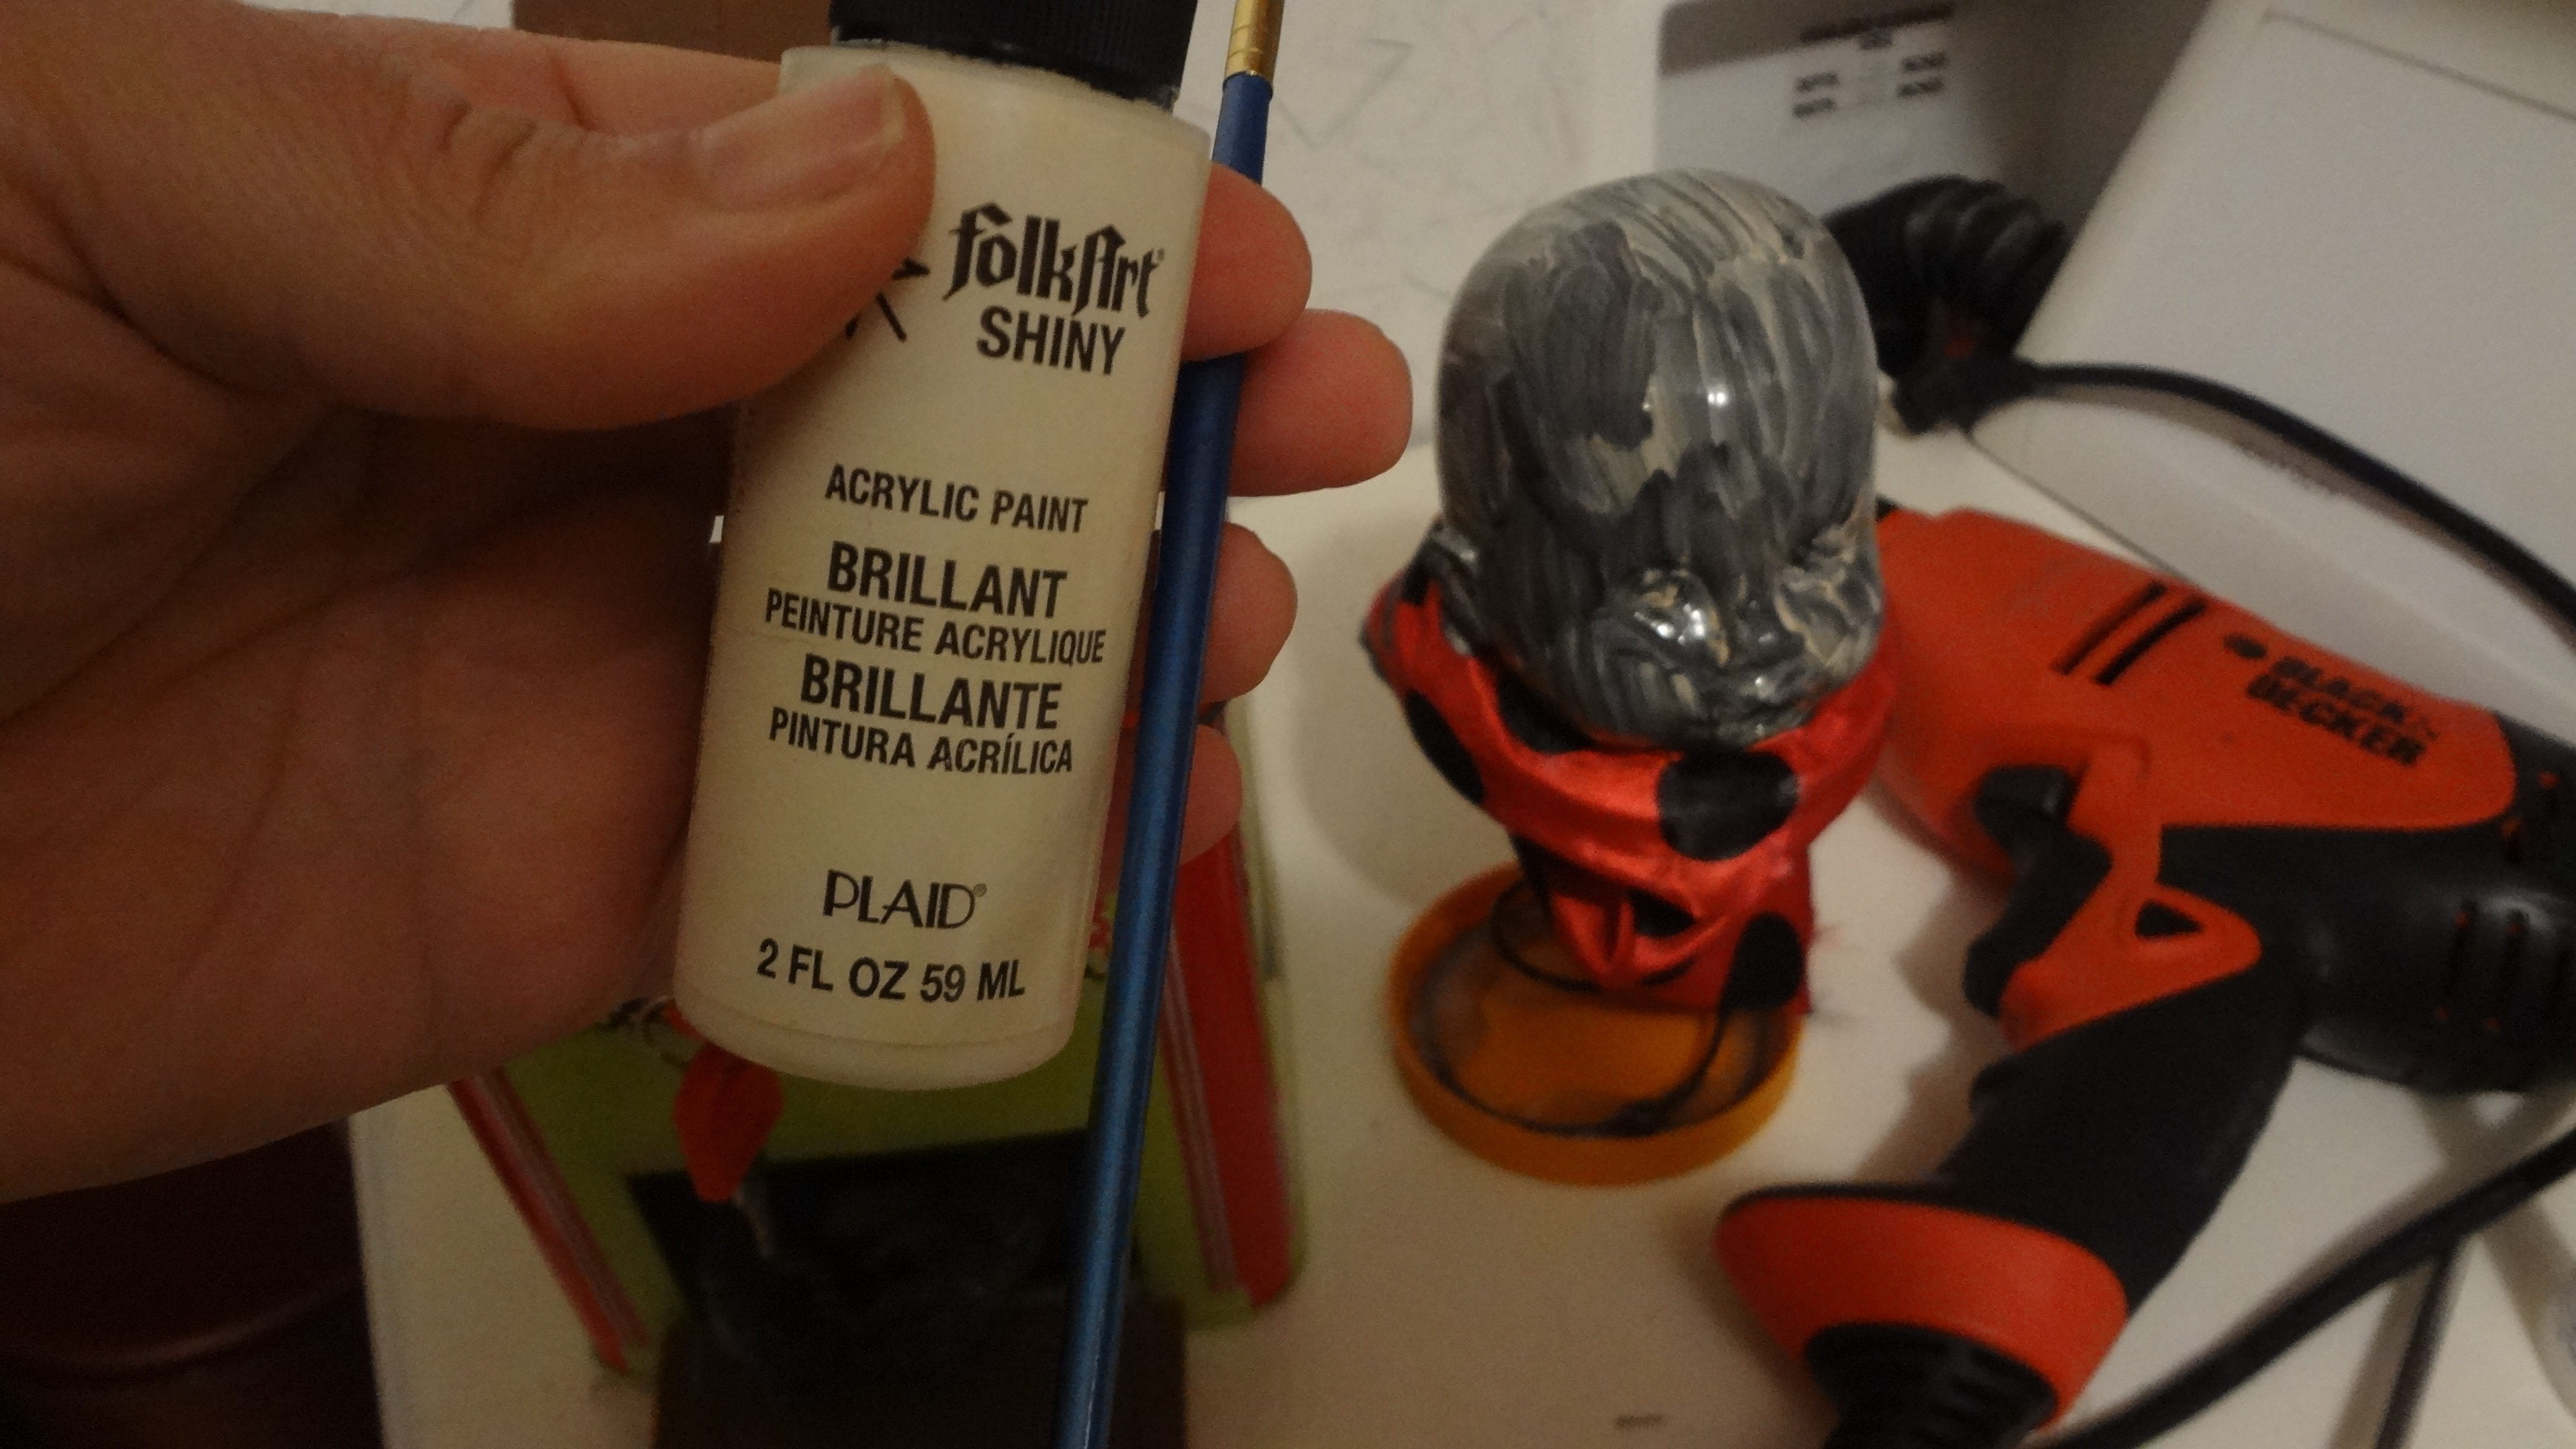 folkArt®
SHINY
ACRYLIC PAINT
BRILLANT
PEINTURE ACRYLIQUE
BRILLANTE
PINTURA ACRÍLICA
PLAID®
2 FL OZ 59 ML
BLACK &
DECKER